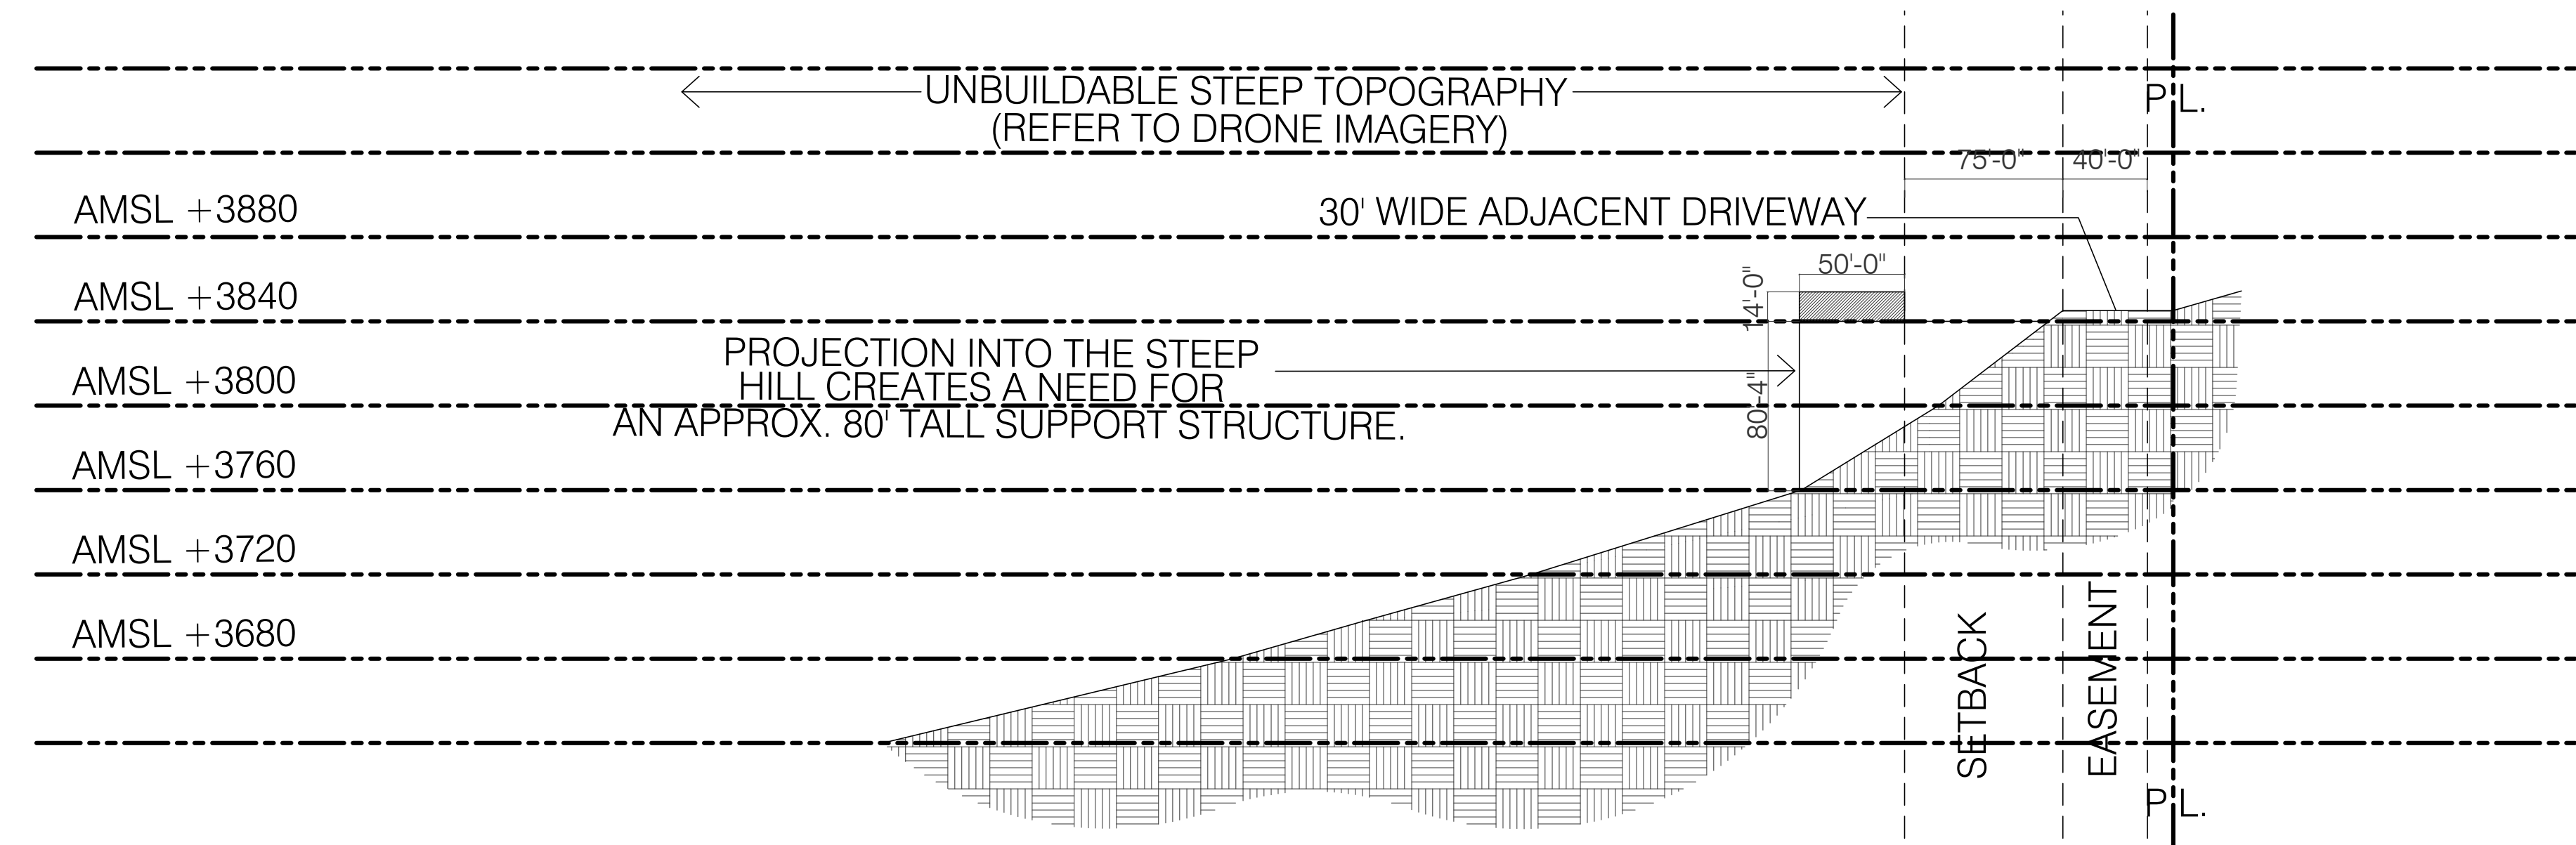 UNBUILDABLE STEEP TOPOGRAPHY
(REFER TO DRONE IMAGERY)
P.L.
75'-0"
40'-0"
AMSL +3880
30' WIDE ADJACENT DRIVEWAY
50'-0"
14'-0"
AMSL +3840
PROJECTION INTO THE STEEP
HILL CREATES A NEED FOR
AN APPROX. 80' TALL SUPPORT STRUCTURE.
80'-4"
AMSL +3800
AMSL +3760
AMSL +3720
AMSL +3680
SETBACK
EASEMENT
P.L.